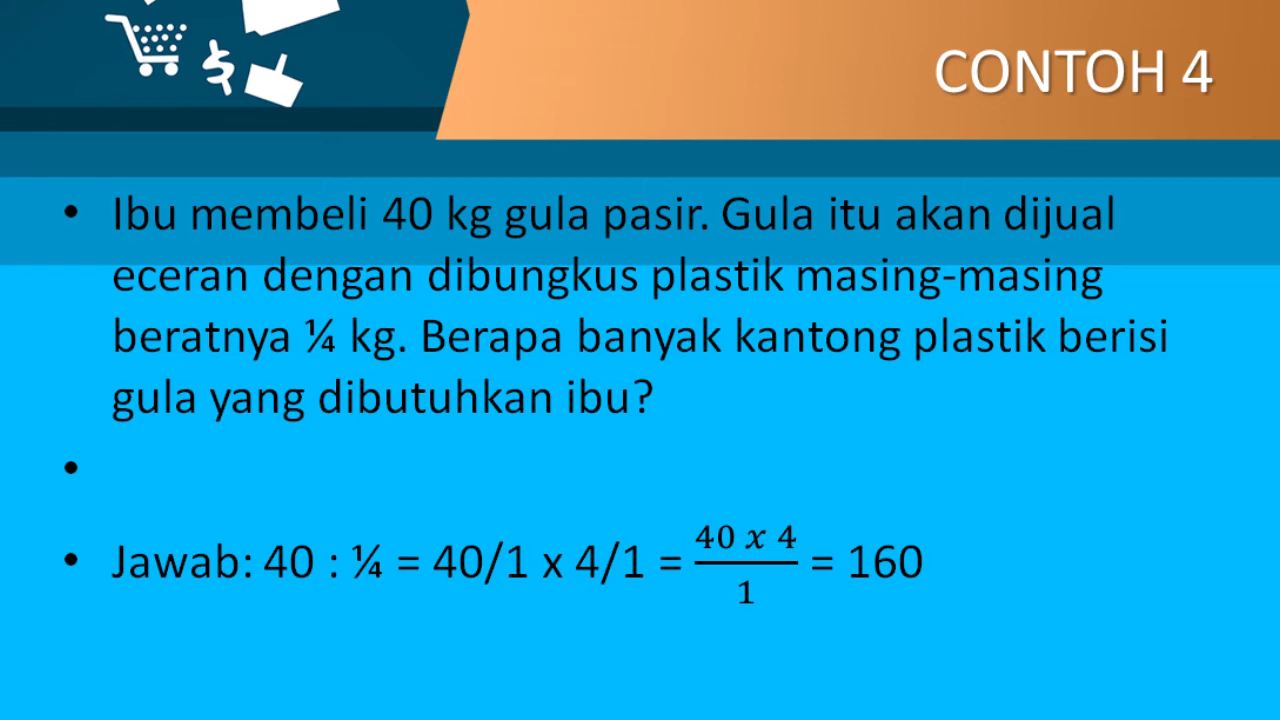 CONTOH 4
• Ibu membeli 40 kg gula pasir. Gula itu akan dijual
eceran dengan dibungkus plastik masing-masing
beratnya ¼ kg. Berapa banyak kantong plastik berisi
gula yang dibutuhkan ibu?
•
• Jawab: 40 : ¼ = 40/1 x 4/1 = \frac{40 x 4}{1} = 160